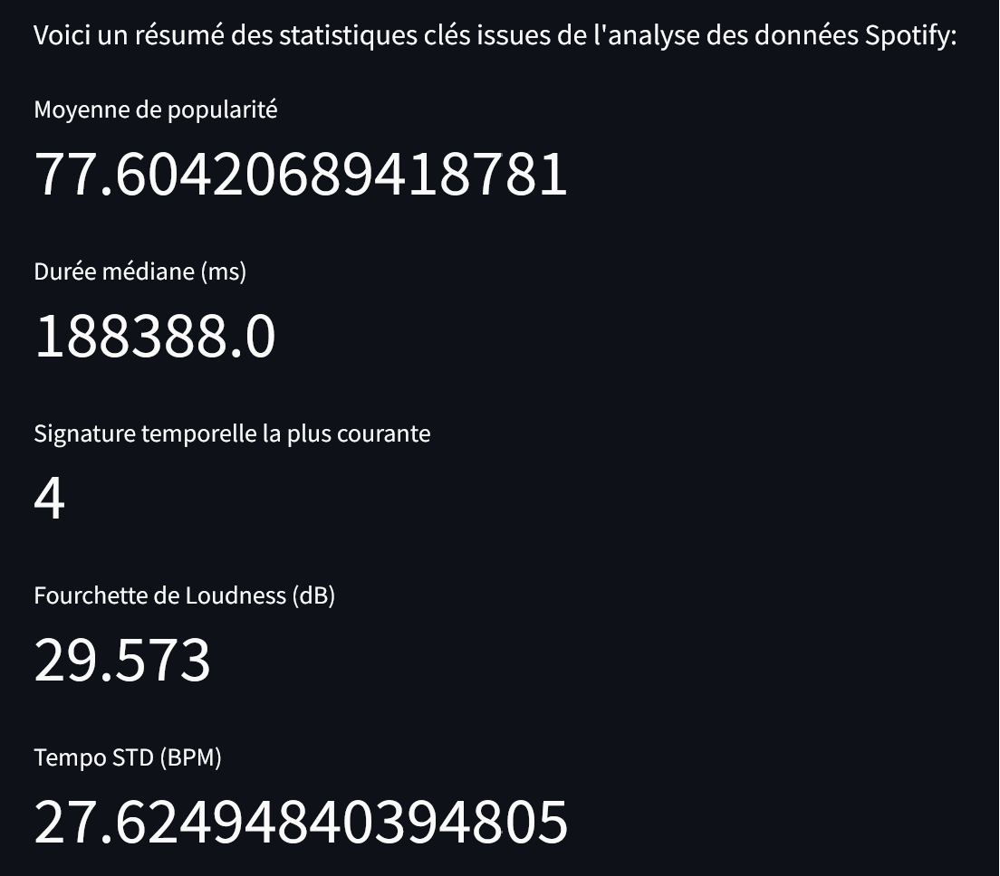 Voici un résumé des statistiques clés issues de l'analyse des données Spotify:
Moyenne de popularité
77.60420689418781
Durée médiane (ms)
188388.0
Signature temporelle la plus courante
4
Fourchette de Loudness (dB)
29.573
Tempo STD (BPM)
27.62494840394805